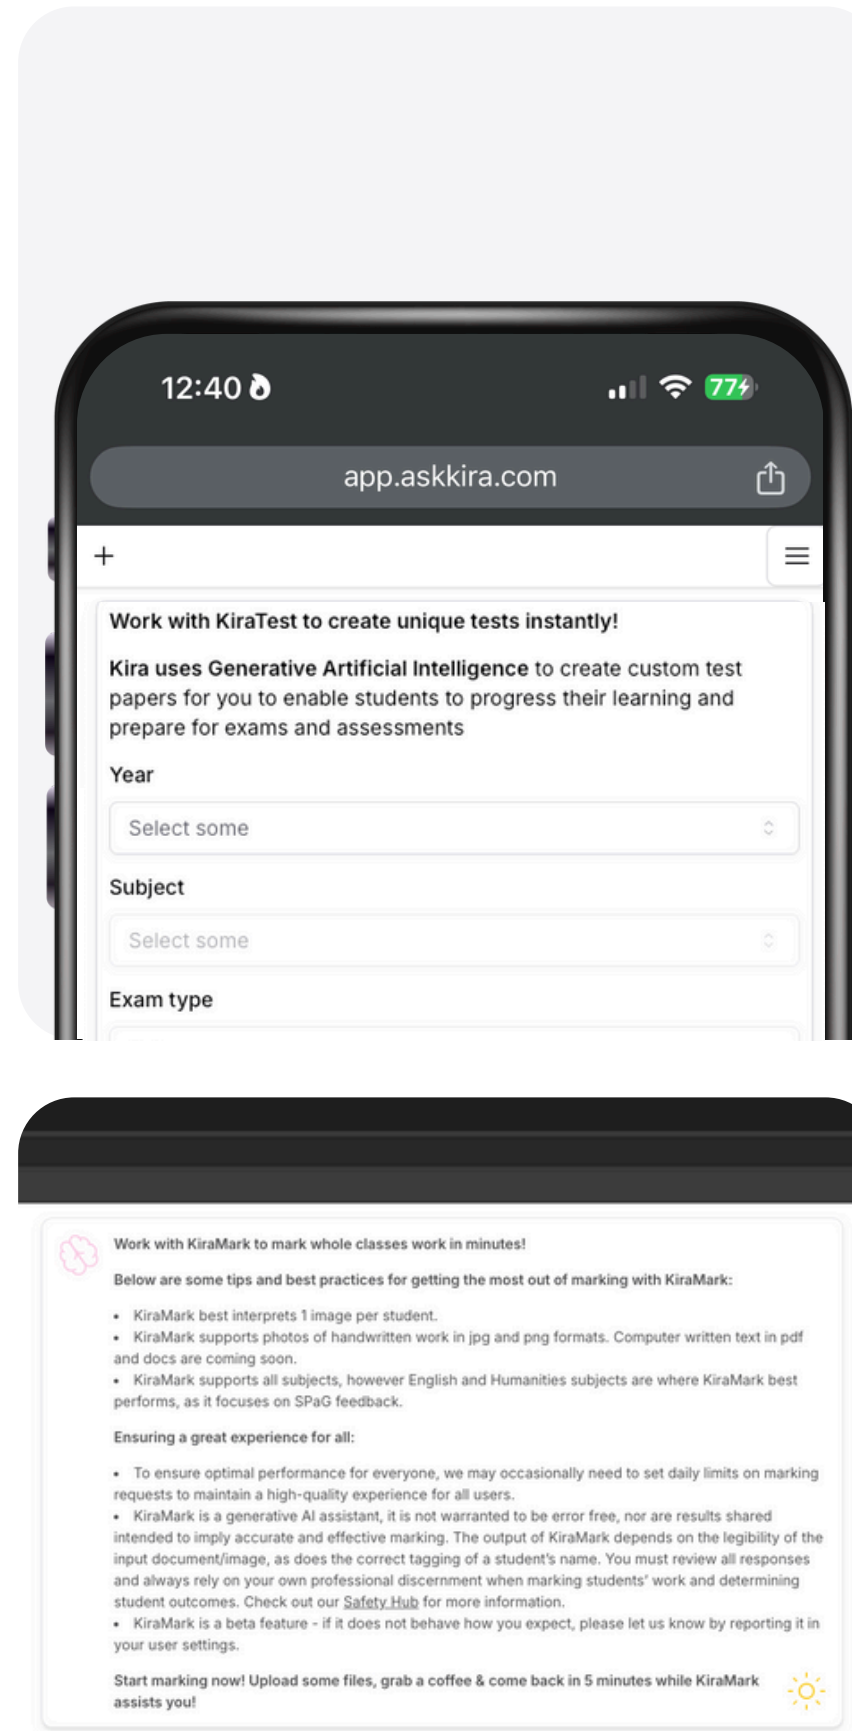 12:40
77
app.askkira.com
Work with KiraTest to create unique tests instantly!
Kira uses Generative Artificial Intelligence to create custom test
papers for you to enable students to progress their learning and
prepare for exams and assessments
Year
Select some
Subject
Select some
Exam type
Work with KiraMark to mark whole classes work in minutes!
Below are some tips and best practices for getting the most out of marking with KiraMark:
• KiraMark best interprets 1 image per student.
• KiraMark supports photos of handwritten work in jpg and png formats. Computer written text in pdf
and docs are coming soon.
• KiraMark supports all subjects, however English and Humanities subjects are where KiraMark best
performs, as it focuses on SPaG feedback.
Ensuring a great experience for all:
• To ensure optimal performance for everyone, we may occasionally need to set daily limits on marking
requests to maintain a high-quality experience for all users.
• KiraMark is a generative AI assistant, it is not warranted to be error free, nor are results shared
intended to imply accurate and effective marking. The output of KiraMark depends on the legibility of the
input document/image, as does the correct tagging of a student's name. You must review all responses
and always rely on your own professional discernment when marking students' work and determining
student outcomes. Check out our Safety Hub for more information.
• KiraMark is a beta feature - if it does not behave how you expect, please let us know by reporting it in
your user settings.
Start marking now! Upload some files, grab a coffee & come back in 5 minutes while KiraMark
assists you!